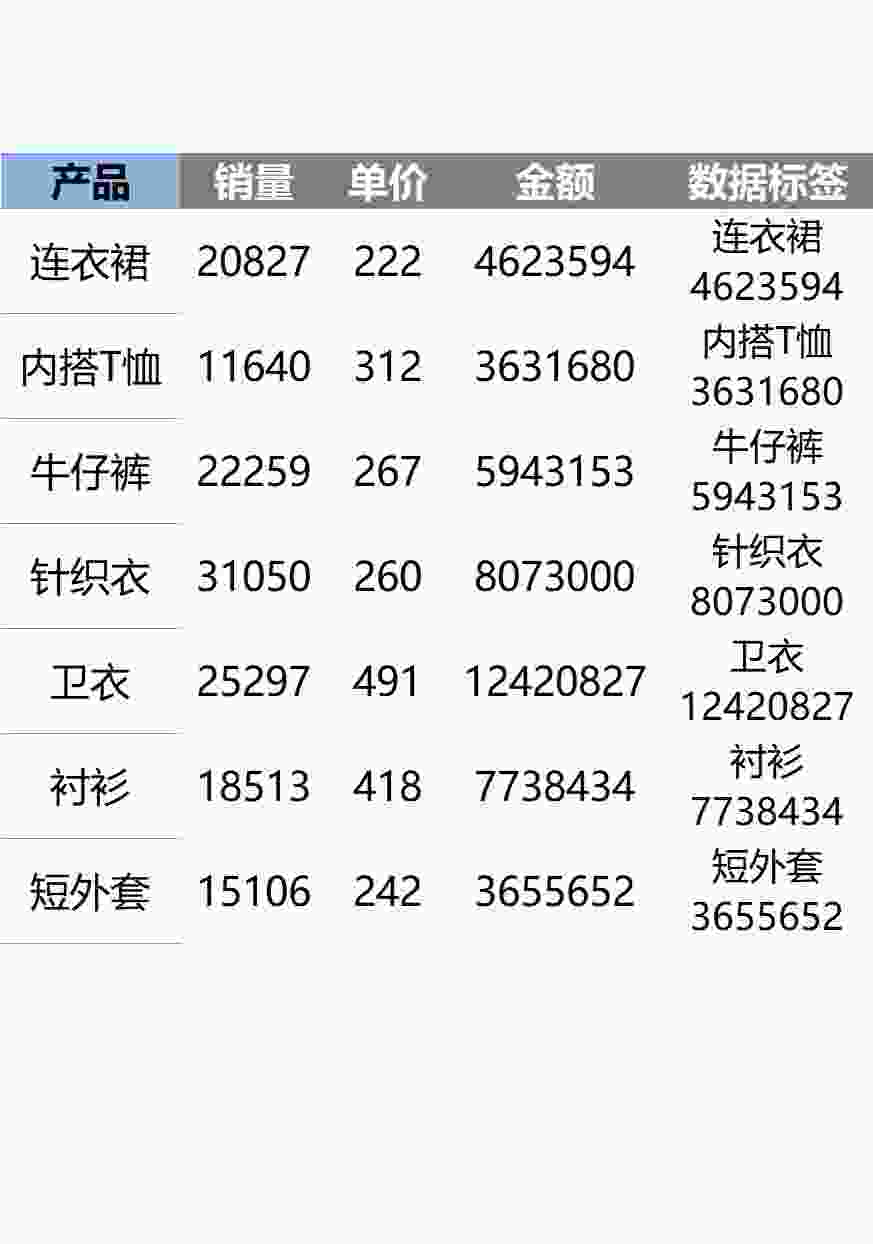 产品 销量 单价 金额 数据标签
连衣裙 20827 222 4623594 连衣裙
4623594
内搭T恤 11640 312 3631680 内搭T恤
3631680
牛仔裤 22259 267 5943153 牛仔裤
5943153
针织衣 31050 260 8073000 针织衣
8073000
卫衣 25297 491 12420827 卫衣
12420827
衬衫 18513 418 7738434 衬衫
7738434
短外套 15106 242 3655652 短外套
3655652